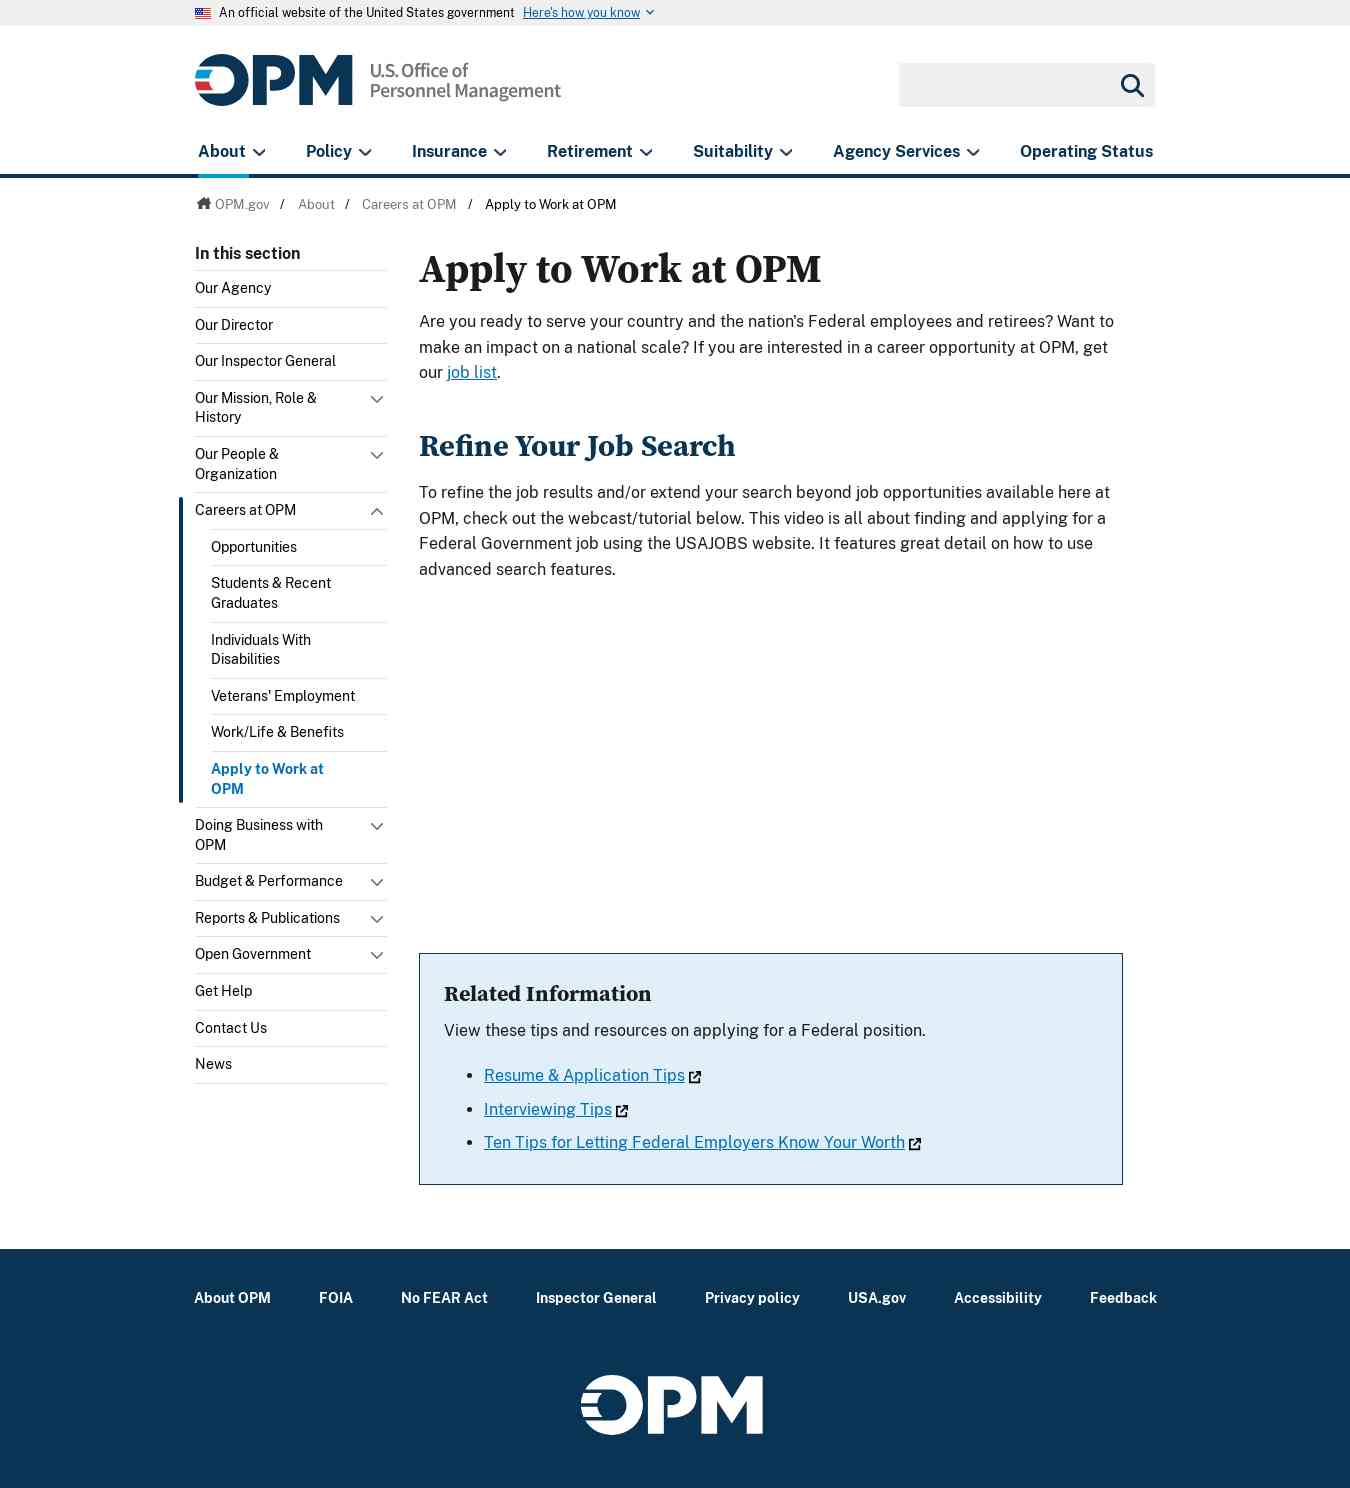 An official website of the United States government Here's how you know
OPM U.S. Office of
Personnel Management
About Policy Insurance Retirement Suitability Agency Services Operating Status
OPM.gov / About / Careers at OPM / Apply to Work at OPM
In this section
Our Agency
Our Director
Our Inspector General
Our Mission, Role &
History
Our People &
Organization
Careers at OPM
Opportunities
Students & Recent
Graduates
Individuals With
Disabilities
Veterans' Employment
Work/Life & Benefits
Apply to Work at
OPM
Doing Business with
OPM
Budget & Performance
Reports & Publications
Open Government
Get Help
Contact Us
News
Apply to Work at OPM
Are you ready to serve your country and the nation's Federal employees and retirees? Want to
make an impact on a national scale? If you are interested in a career opportunity at OPM, get
our job list.
Refine Your Job Search
To refine the job results and/or extend your search beyond job opportunities available here at
OPM, check out the webcast/tutorial below. This video is all about finding and applying for a
Federal Government job using the USAJOBS website. It features great detail on how to use
advanced search features.
Related Information
View these tips and resources on applying for a Federal position.
• Resume & Application Tips
• Interviewing Tips
• Ten Tips for Letting Federal Employers Know Your Worth
About OPM FOIA No FEAR Act Inspector General Privacy policy USA.gov Accessibility Feedback
OPM